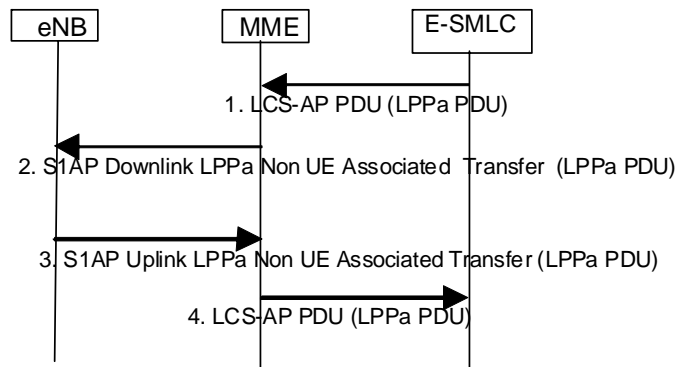 eNB
MME
E-SMLC
1. LCS-AP PDU (LPPa PDU)
2. S1AP Downlink LPPa Non UE Associated Transfer (LPPa PDU)
3. S1AP Uplink LPPa Non UE Associated Transfer (LPPa PDU)
4. LCS-AP PDU (LPPa PDU)